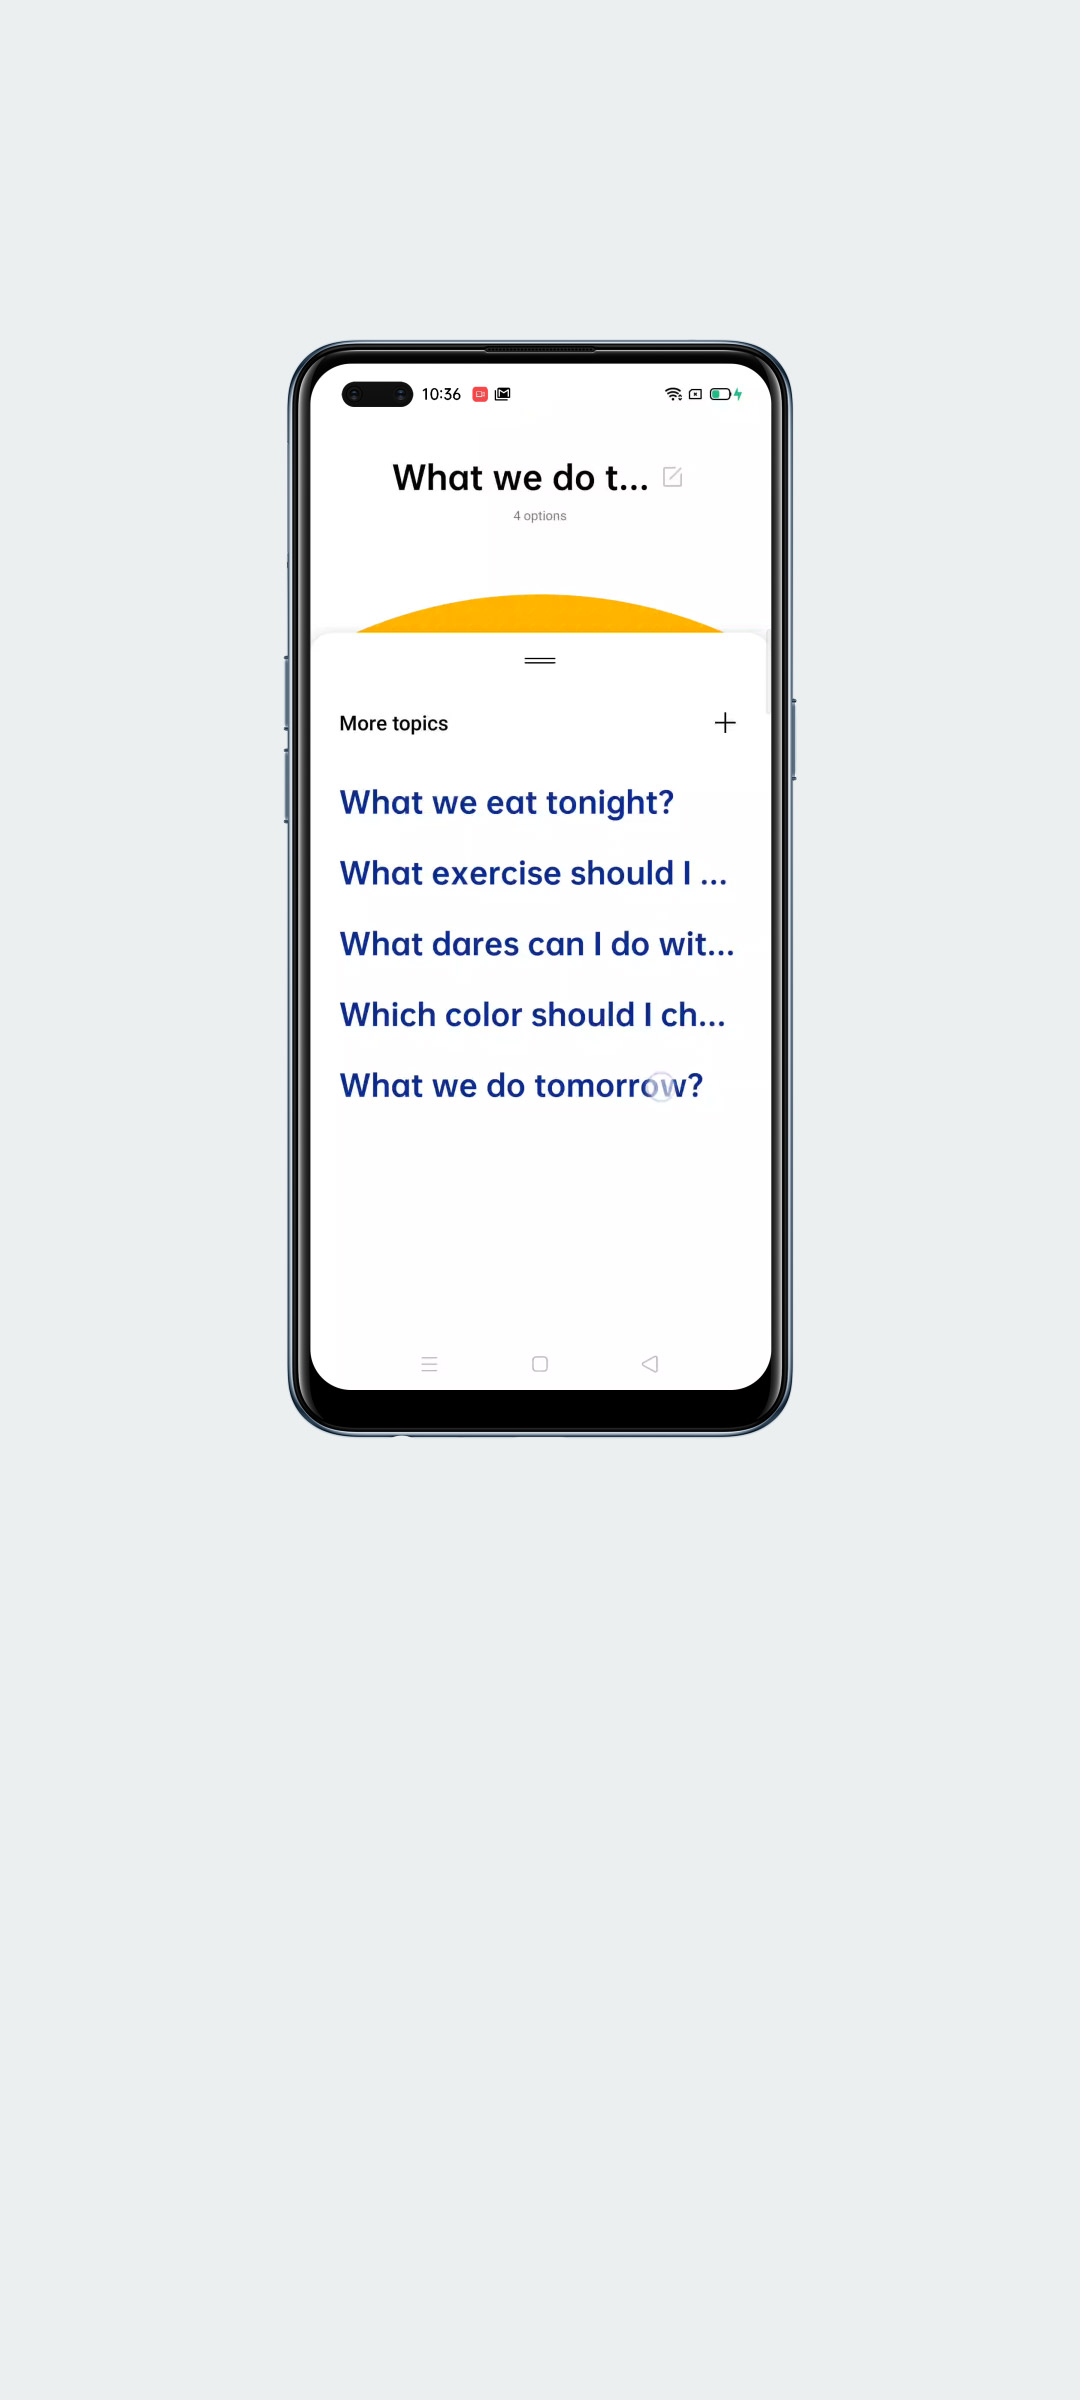 10:36
What we do t...
4 options
More topics
What we eat tonight?
What exercise should I ...
What dares can I do wit...
Which color should I ch...
What we do tomorrow?